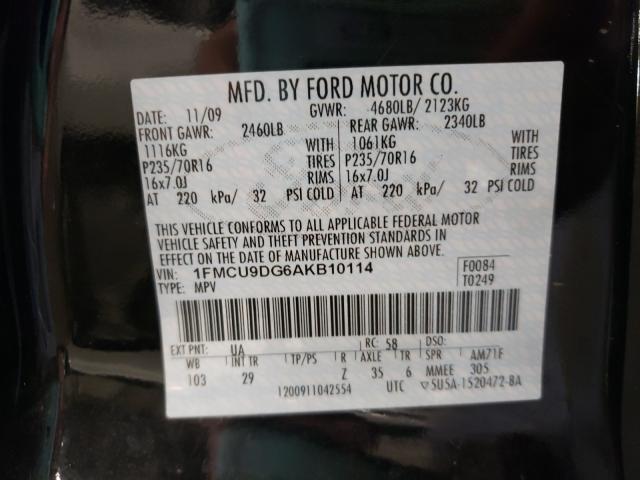 MFD. BY FORD MOTOR CO.
DATE: 11/09 GVWR: 4680LB/ 2123KG
FRONT GAWR: 2460LB REAR GAWR: 2340LB
1116KG WITH 1061KG WITH
P235/70R16 TIRES P235/70R16 TIRES
16x7.0J RIMS 16x7.0J RIMS
AT 220 kPa/ 32 PSI COLD AT 220 kPa/ 32 PSI COLD
THIS VEHICLE CONFORMS TO ALL APPLICABLE FEDERAL MOTOR
VEHICLE SAFETY AND THEFT PREVENTION STANDARDS IN
EFFECT ON THE DATE OF MANUFACTURE SHOWN ABOVE.
VIN: 1FMCU9DG6AKB10114 F0084
TYPE: MPV T0249
EXT PNT: UA RC: 58 DSO:
WB INT TR TP/PS R AXLE TR SPR AM71F
103 29 Z 35 6 MMEE 305
1200911042554 UTC ▽5U5A-1520472-BA